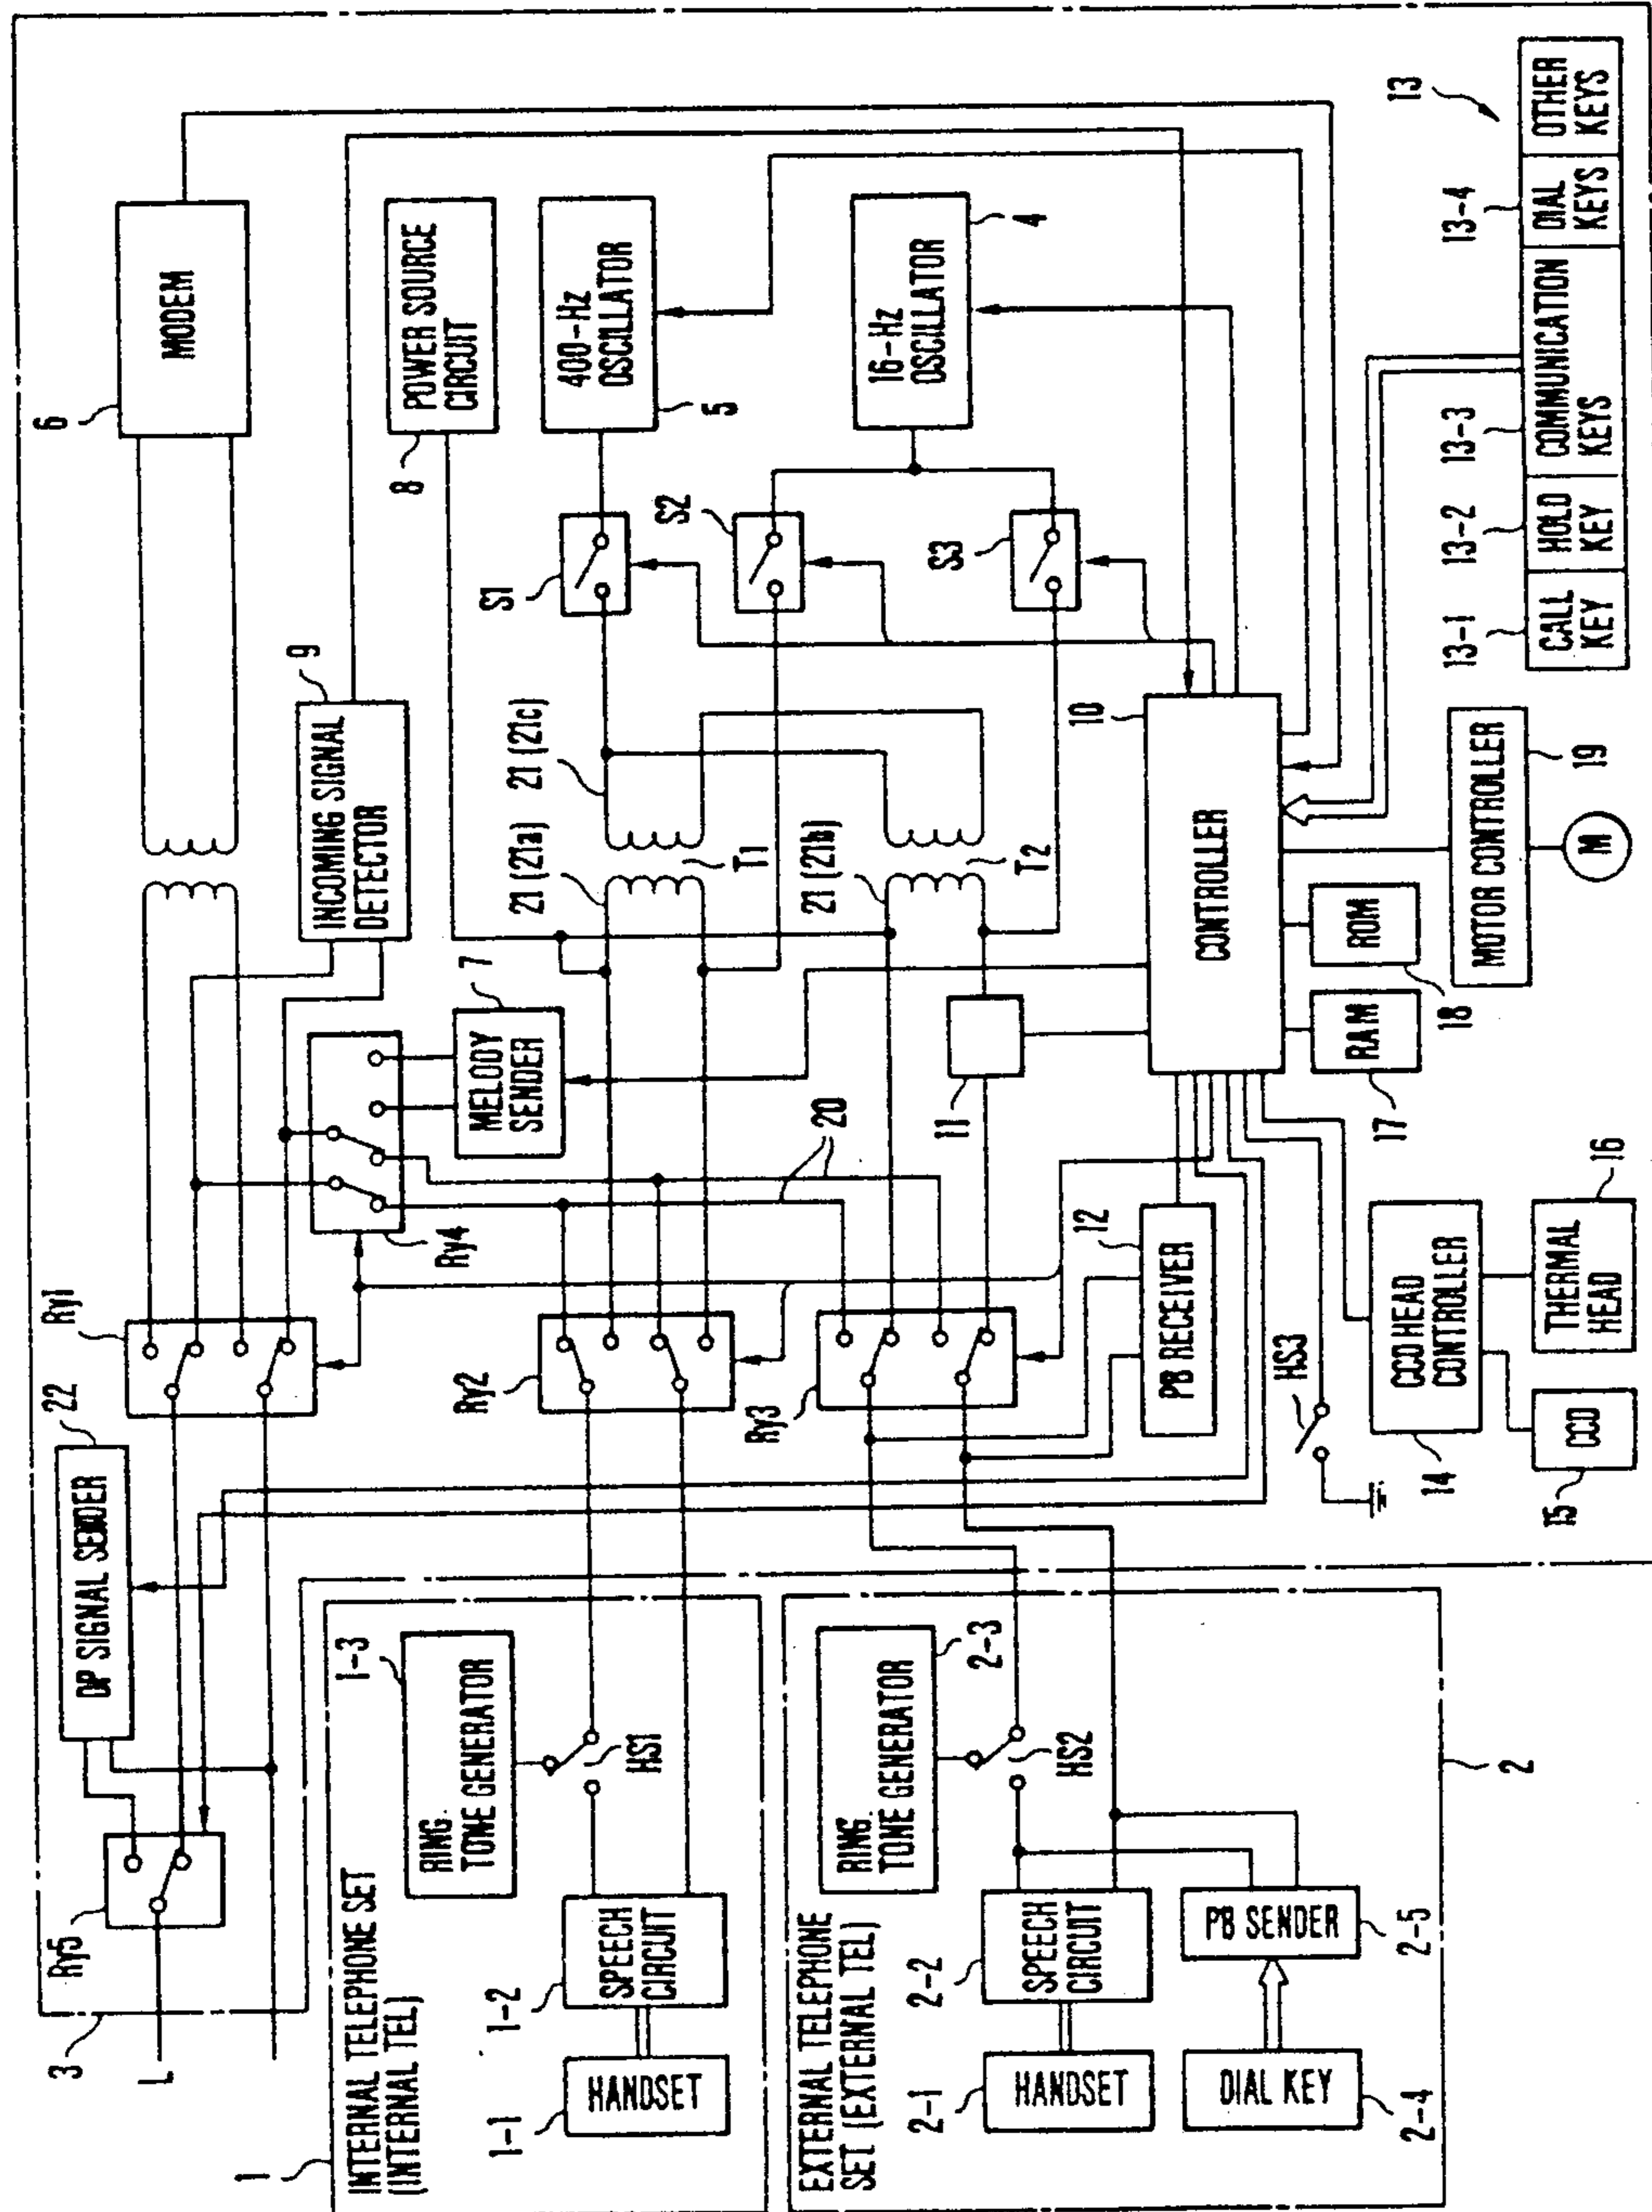 3
L
Ry5
DP SIGNAL SENDER
22
Ry1
6
MODEM
INCOMING SIGNAL
DETECTOR
9
Ry4
MELODY
SENDER
7
POWER SOURCE
CIRCUIT
8
400-Hz
OSCILLATOR
5
S1
S2
S3
16-Hz
OSCILLATOR
4
21 (21a)
21 (21c)
T1
21 (21b)
T2
20
11
1
INTERNAL TELEPHONE SET
(INTERNAL TEL)
RING
TONE GENERATOR
1-3
HS1
1-2
SPEECH
CIRCUIT
1-1
HANDSET
Ry2
Ry3
EXTERNAL TELEPHONE
SET (EXTERNAL TEL)
RING
TONE GENERATOR
2-3
HS2
2-2
SPEECH
CIRCUIT
2-1
HANDSET
PB SENDER
2-5
DIAL KEY
2-4
2
12
PB RECEIVER
10
CONTROLLER
HS3
CCD HEAD
CONTROLLER
14
CCD
15
THERMAL
HEAD
16
RAM
17
ROM
18
MOTOR CONTROLLER
19
M
13-1
13-2
13-3
13-4
13
CALL
KEY
HOLD
KEY
COMMUNICATION
KEYS
DIAL
KEYS
OTHER
KEYS